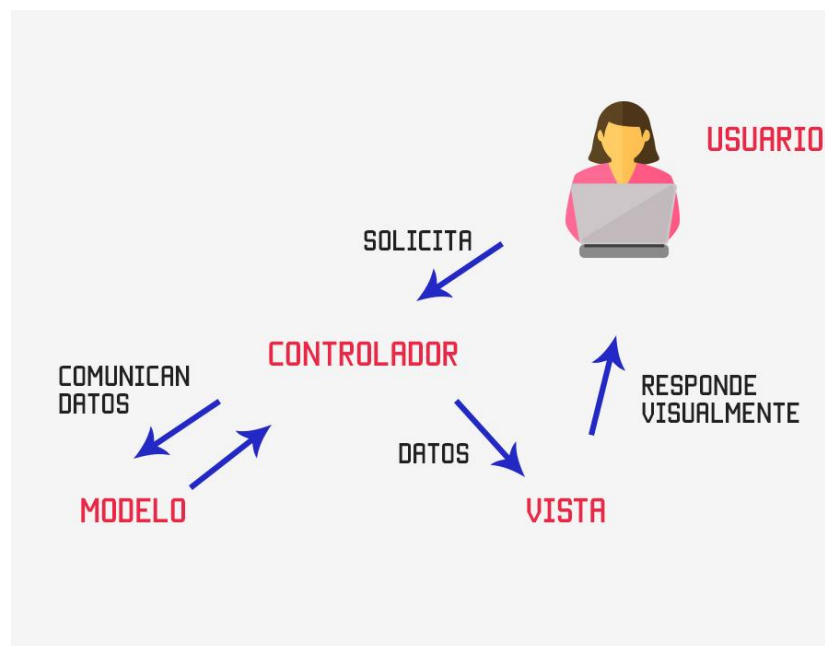 USUARIO
SOLICITA
CONTROLADOR
COMUNICAN
DATOS
RESPONDE
VISUALMENTE
DATOS
MODELO
VISTA